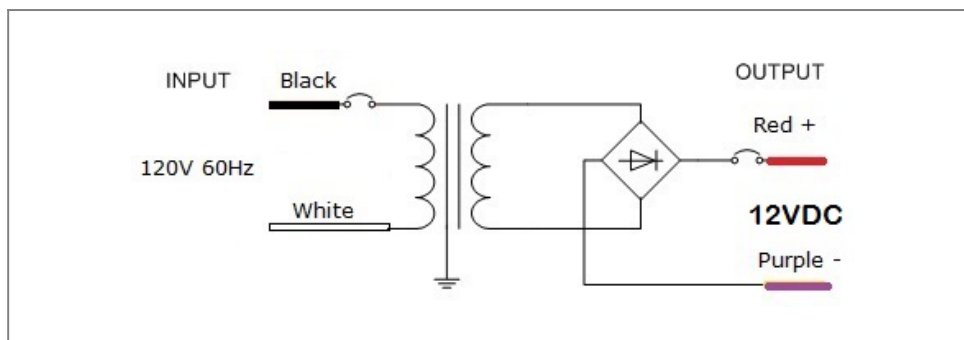 INPUT
Black
OUTPUT
Red +
120V 60Hz
White
12VDC
Purple -